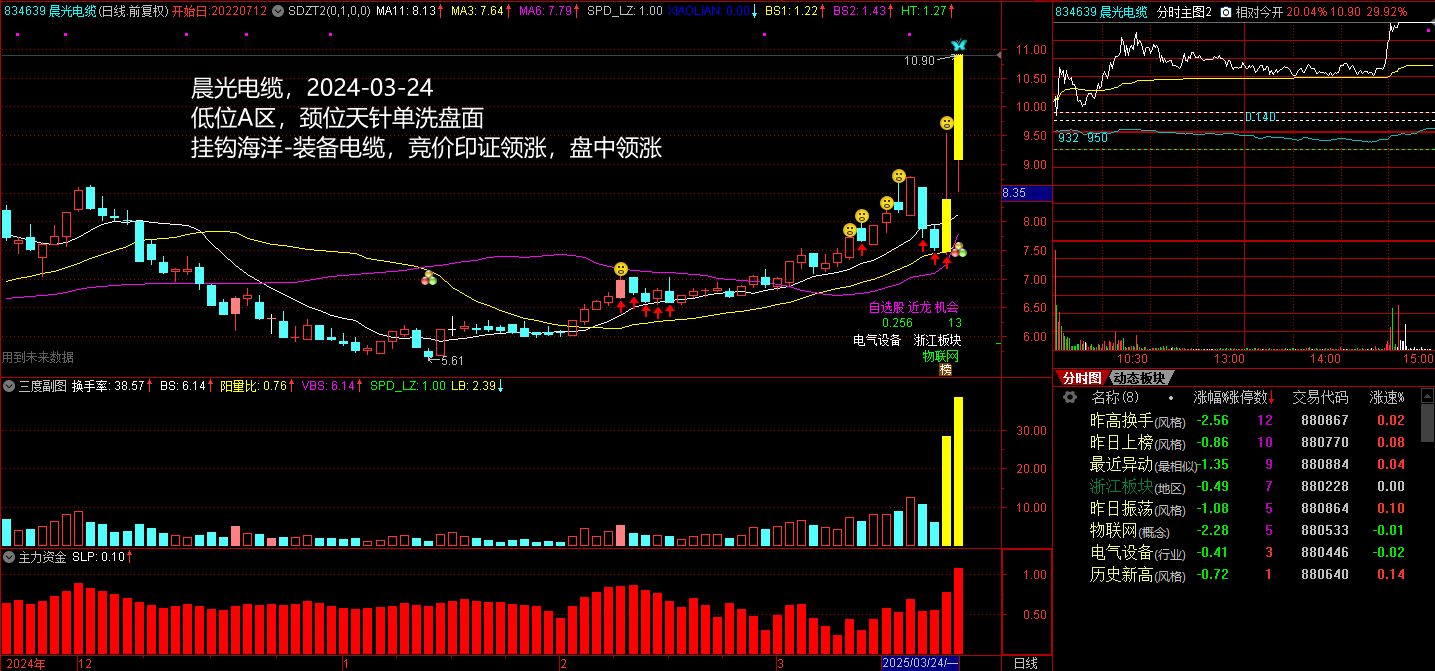 834639 晨光电缆(日线.前复权) 开始日:20220712 SDZT2(0,1,0,0) MA11: 8.13↑ MA3: 7.64↑ MA6: 7.79↑ SPD_LZ: 1.00 XIAOLIAN: 0.00↓ BS1: 1.22↑ BS2: 1.43↑ HT: 1.27↑
晨光电缆，2024-03-24
低位A区，颈位天针单洗盘面
挂钩海洋-装备电缆，竞价印证领涨，盘中领涨
10.90
11.00
10.50
10.00
9.50
9.00
8.35
8.00
7.50
7.00
6.50
6.00
5.61
自选股 近龙 机会
0.256 13
电气设备 浙江板块
物联网
榜
用到未来数据
三度副图 换手率: 38.57↑ BS: 6.14↑ 阳量比: 0.76↑ VBS: 6.14↑ SPD_LZ: 1.00 LB: 2.39↓
30.00
20.00
10.00
主力资金 SLP: 0.10↑
1.00
0.50
2024年 12 1 2 3 2025/03/24/一 日线
834639 晨光电缆 分时主图2 相对今开 20.04% 10.90 29.92%
0.140
932 950
10:30 13:00 14:00 15:00
分时图 动态板块
名称(8) • 涨幅% 涨停数↓ 交易代码 涨速%
昨高换手(风格) -2.56 12 880867 0.02
昨日上榜(风格) -0.86 10 880770 0.08
最近异动(最相似) -1.35 9 880884 0.04
浙江板块(地区) -0.49 7 880228 0.00
昨日振荡(风格) -1.08 5 880864 0.10
物联网(概念) -2.28 5 880533 -0.01
电气设备(行业) -0.41 3 880446 -0.02
历史新高(风格) -0.72 1 880640 0.14